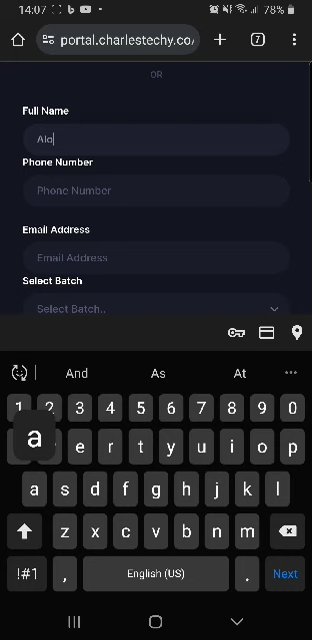 14:07
78%
portal.charlestechy.co/
7
OR
Full Name
Alo
Phone Number
Phone Number
Email Address
Email Address
Select Batch
Select Batch..
And As At
1 2 3 4 5 6 7 8 9 0
e r t y u i o p
a
a s d f g h j k l
z x c v b n m
!#1 , English (US) . Next